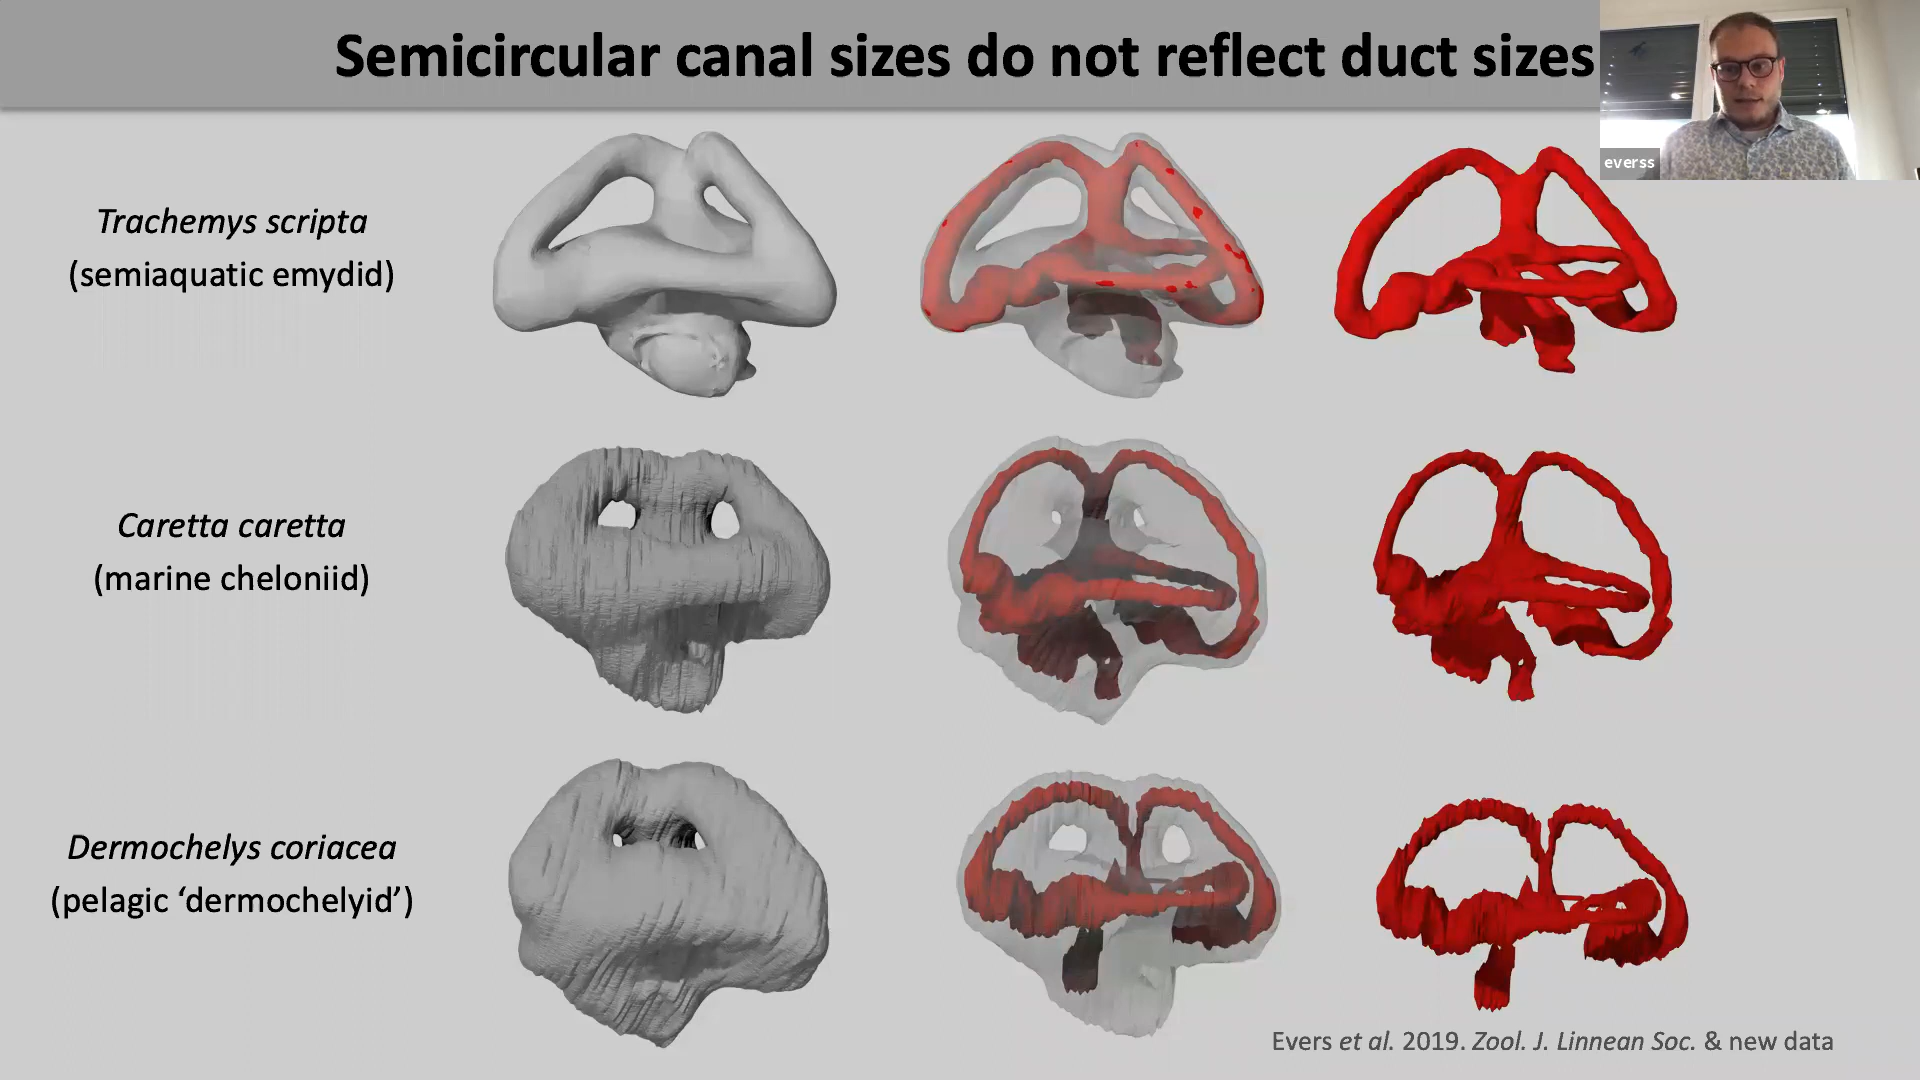 Semicircular canal sizes do not reflect duct sizes
everss
Trachemys scripta
(semiaquatic emydid)
Caretta caretta
(marine cheloniid)
Dermochelys coriacea
(pelagic ‘dermochelyid’)
Evers et al. 2019. Zool. J. Linnean Soc. & new data